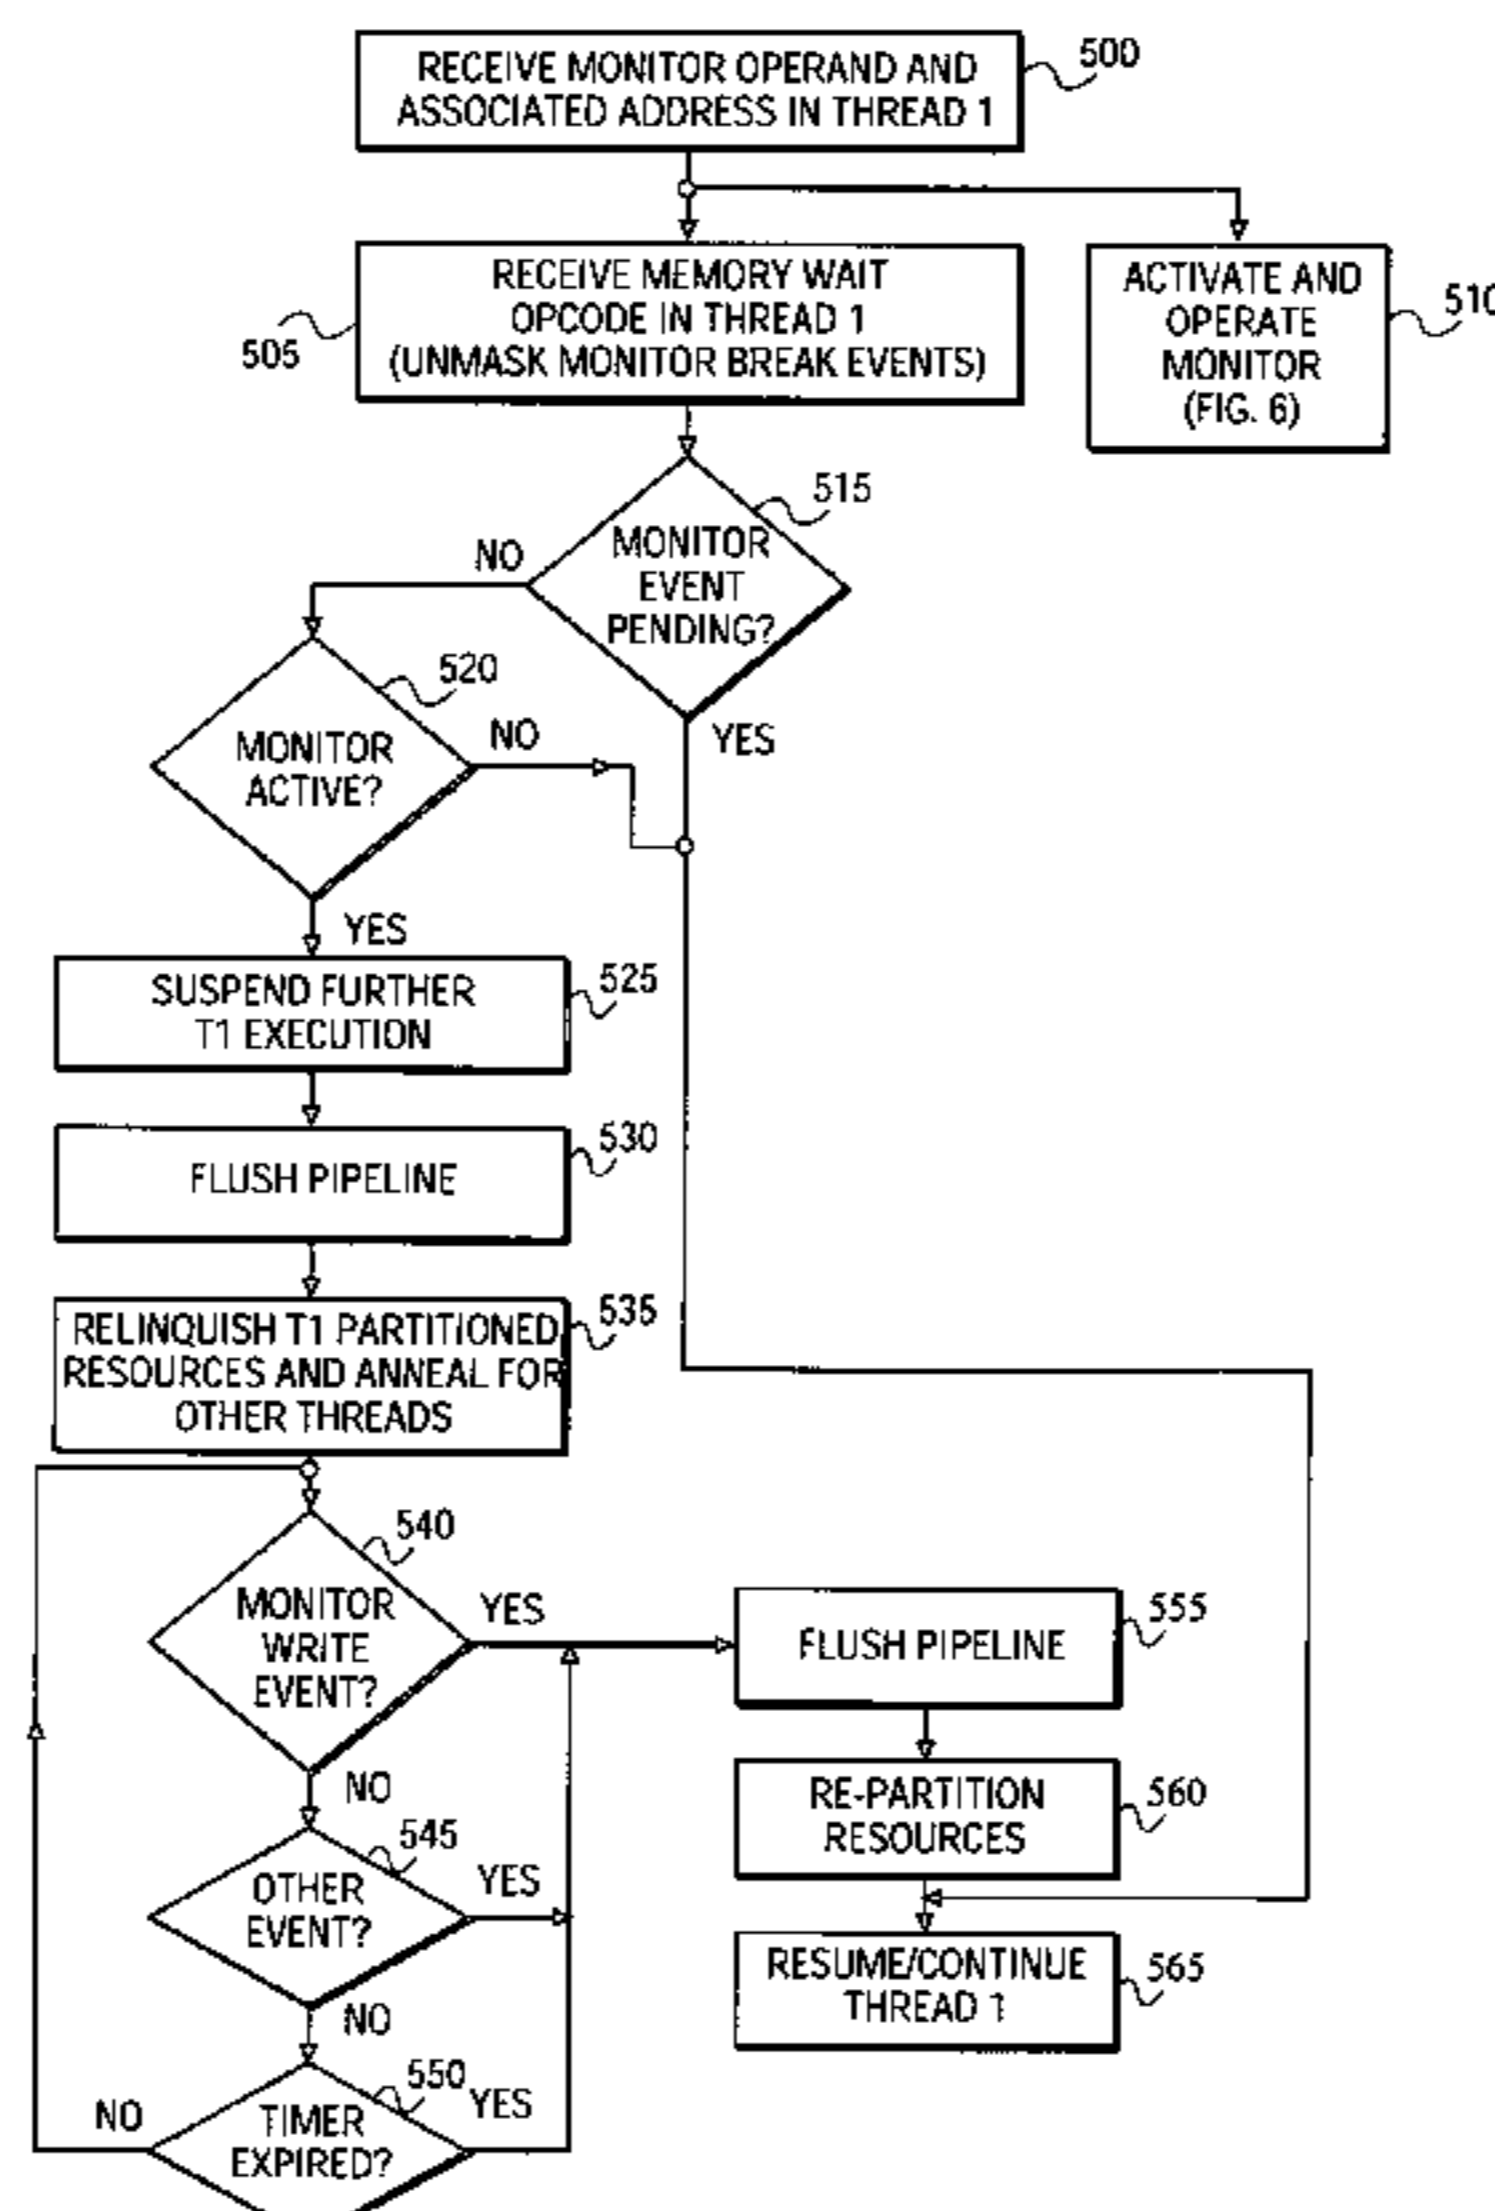 RECEIVE MONITOR OPERAND AND
ASSOCIATED ADDRESS IN THREAD 1
500
RECEIVE MEMORY WAIT
OPCODE IN THREAD 1
(UNMASK MONITOR BREAK EVENTS)
505
ACTIVATE AND
OPERATE
MONITOR
(FIG. 6)
510
MONITOR
EVENT
PENDING?
515
NO
YES
MONITOR
ACTIVE?
520
NO
YES
SUSPEND FURTHER
T1 EXECUTION
525
FLUSH PIPELINE
530
RELINQUISH T1 PARTITIONED
RESOURCES AND ANNEAL FOR
OTHER THREADS
535
MONITOR
WRITE
EVENT?
540
YES
NO
OTHER
EVENT?
545
YES
NO
TIMER
EXPIRED?
550
YES
NO
FLUSH PIPELINE
555
RE-PARTITION
RESOURCES
560
RESUME/CONTINUE
THREAD 1
565